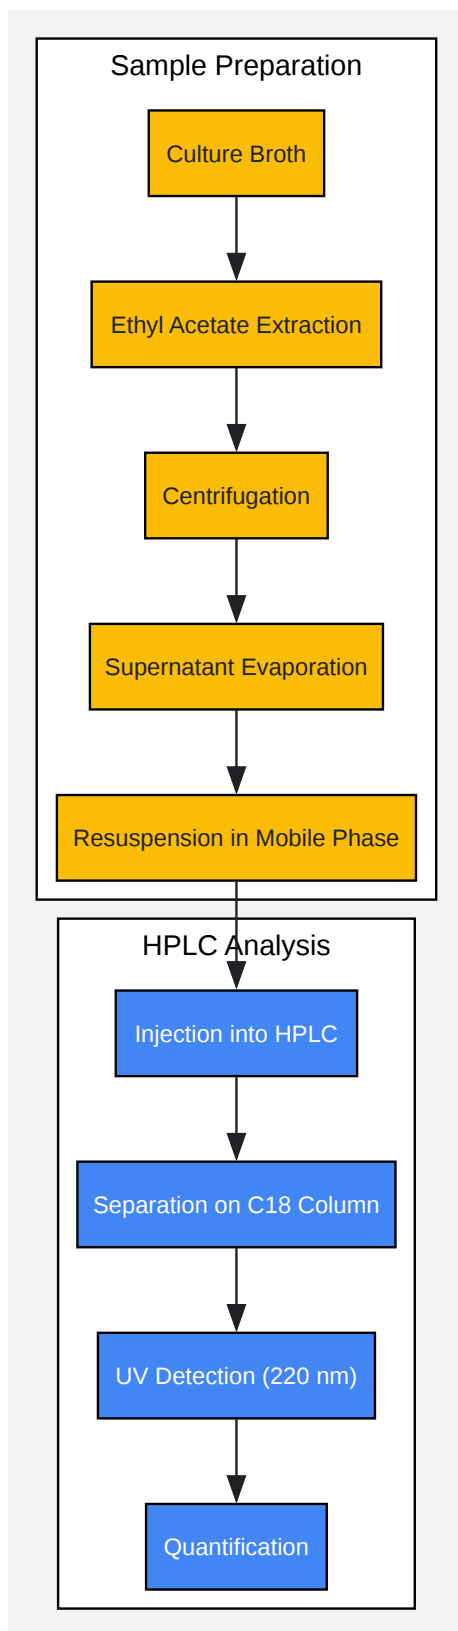 Sample Preparation
Culture Broth
Ethyl Acetate Extraction
Centrifugation
Supernatant Evaporation
Resuspension in Mobile Phase
HPLC Analysis
Injection into HPLC
Separation on C18 Column
UV Detection (220 nm)
Quantification